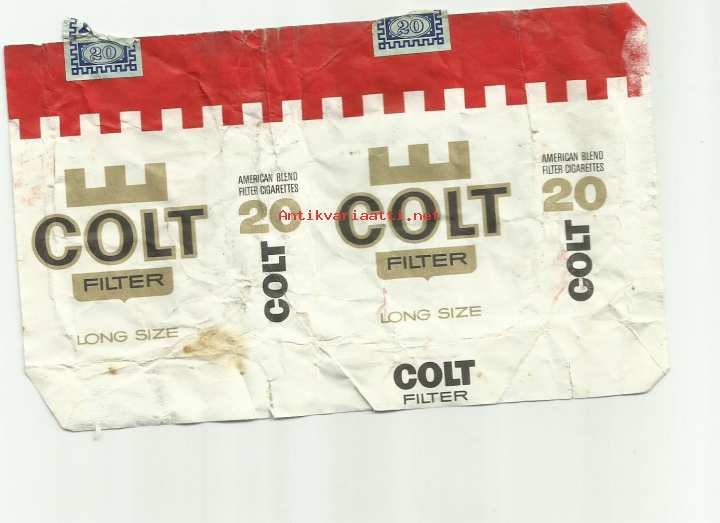 20
20
COLT
FILTER
LONG SIZE
AMERICAN BLEND
FILTER CIGARETTES
20
COLT
COLT
FILTER
LONG SIZE
COLT
FILTER
AMERICAN BLEND
FILTER CIGARETTES
20
COLT
Antikvariaatti.net